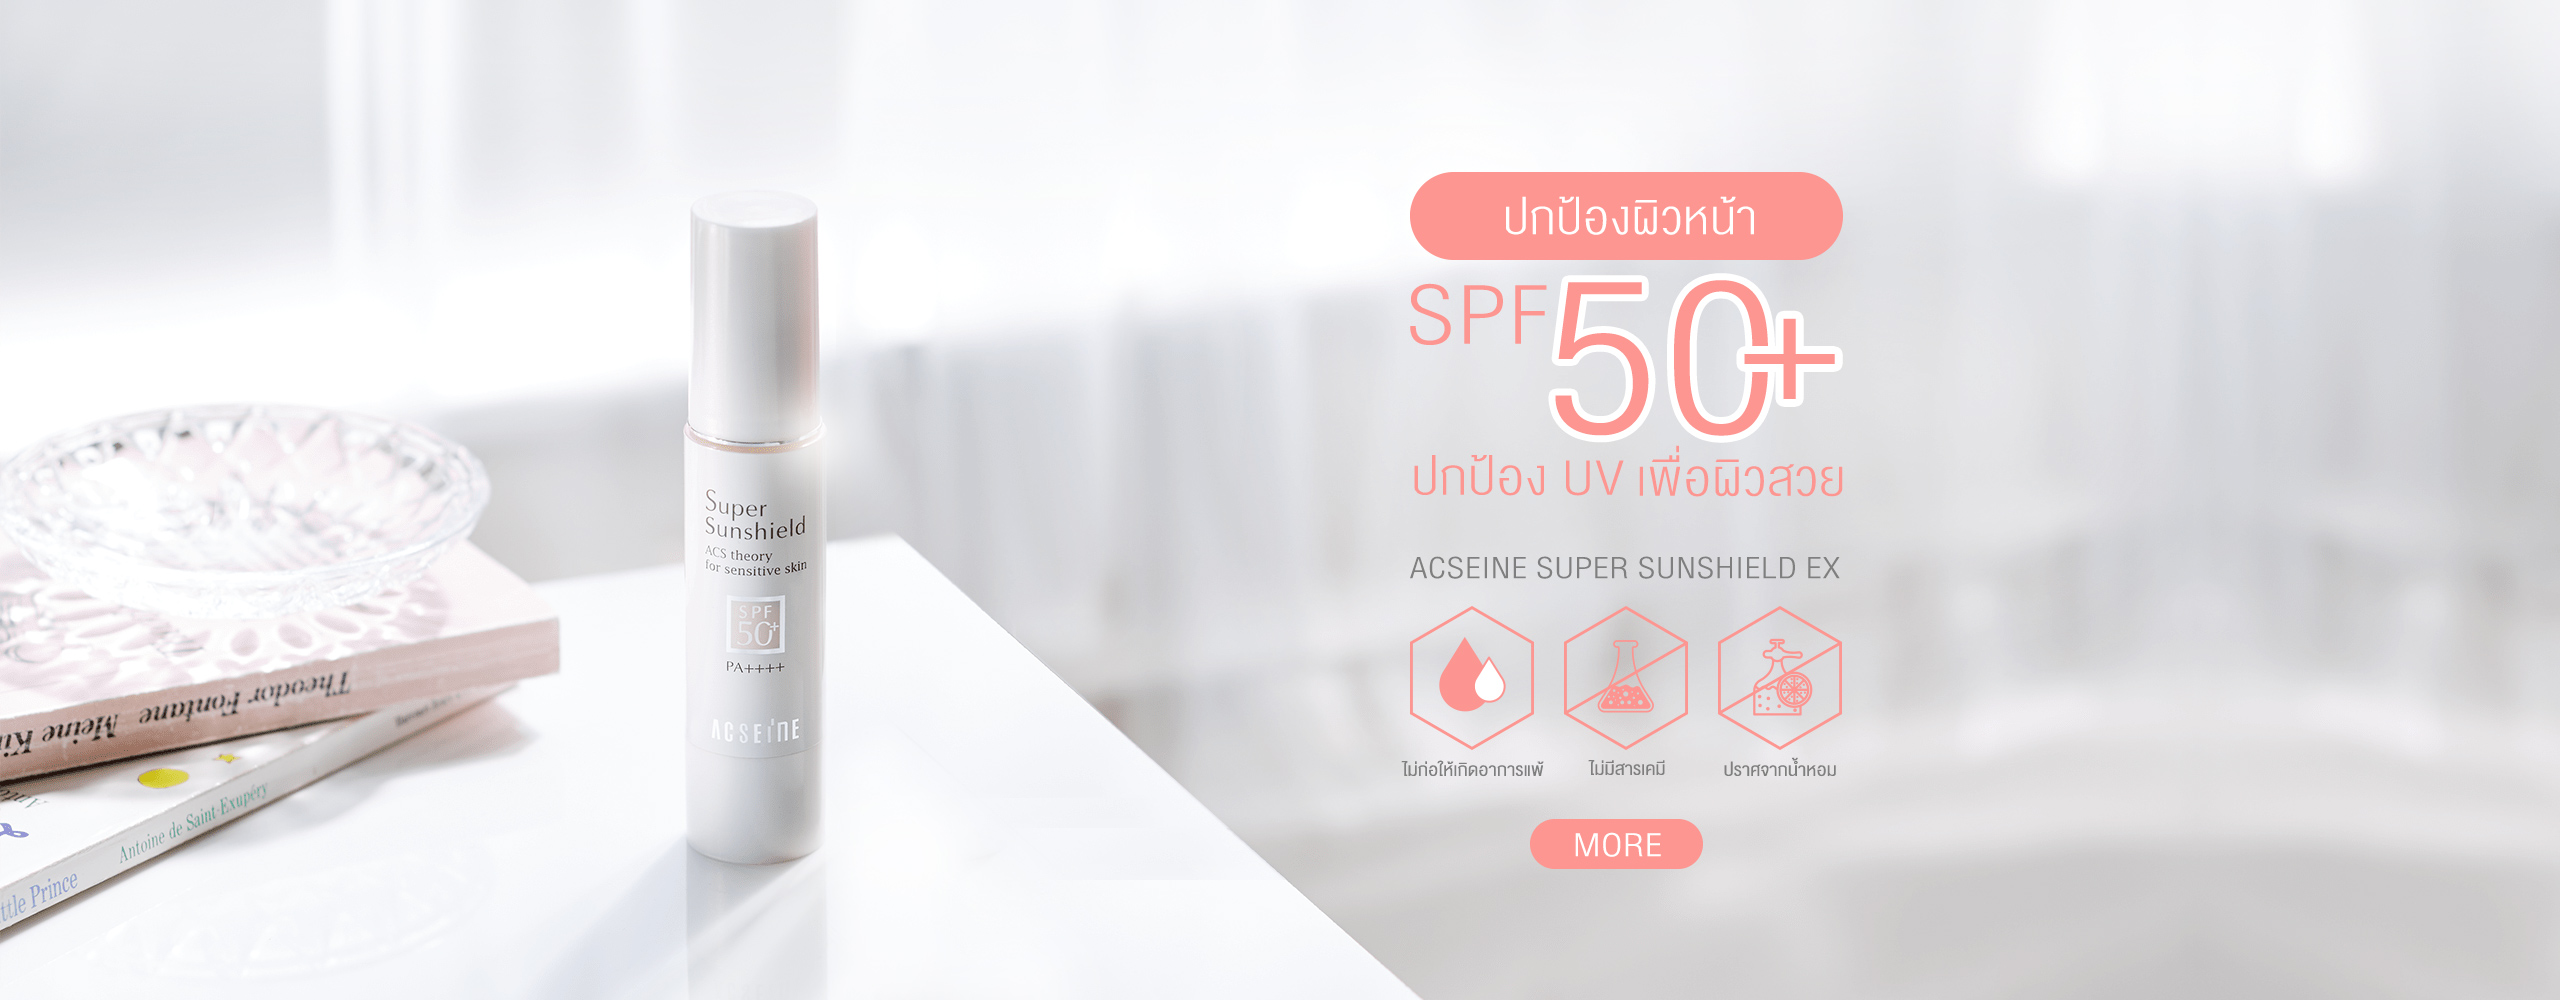 ปกป้องผิวหน้า
SPF 50+
ปกป้อง UV เพื่อผิวสวย
ACSEINE SUPER SUNSHIELD EX
ไม่ก่อให้เกิดอาการแพ้
ไม่มีสารเคมี
ปราศจากน้ำหอม
MORE
Super
Sunshield
ACS theory
for sensitive skin
SPF
50+
PA++++
ACSEINE
Theodor Fontane Meine
Antoine de Saint-Exupéry
Prince